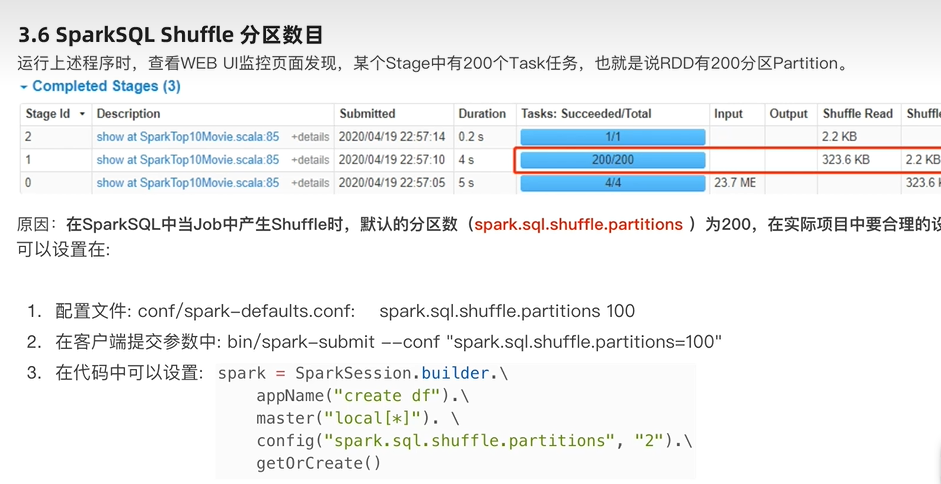 3.6 SparkSQL Shuffle 分区数目
运行上述程序时，查看WEB UI监控页面发现，某个Stage中有200个Task任务，也就是说RDD有200分区Partition。
Completed Stages (3)
Stage Id Description Submitted Duration Tasks: Succeeded/Total Input Output Shuffle Read Shuffle
2 show at SparkTop10Movie.scala:85 +details 2020/04/19 22:57:14 0.2 s 1/1 2.2 KB
1 show at SparkTop10Movie.scala:85 +details 2020/04/19 22:57:10 4 s 200/200 323.6 KB 2.2 KB
0 show at SparkTop10Movie.scala:85 +details 2020/04/19 22:57:05 5 s 4/4 23.7 ME 323.6
原因：在SparkSQL中当Job中产生Shuffle时，默认的分区数（spark.sql.shuffle.partitions ）为200，在实际项目中要合理的设
可以设置在:
1. 配置文件: conf/spark-defaults.conf: spark.sql.shuffle.partitions 100
2. 在客户端提交参数中: bin/spark-submit --conf "spark.sql.shuffle.partitions=100"
3. 在代码中可以设置: spark = SparkSession.builder.\
appName("create df").\
master("local[*]"). \
config("spark.sql.shuffle.partitions", "2").\
getOrCreate()